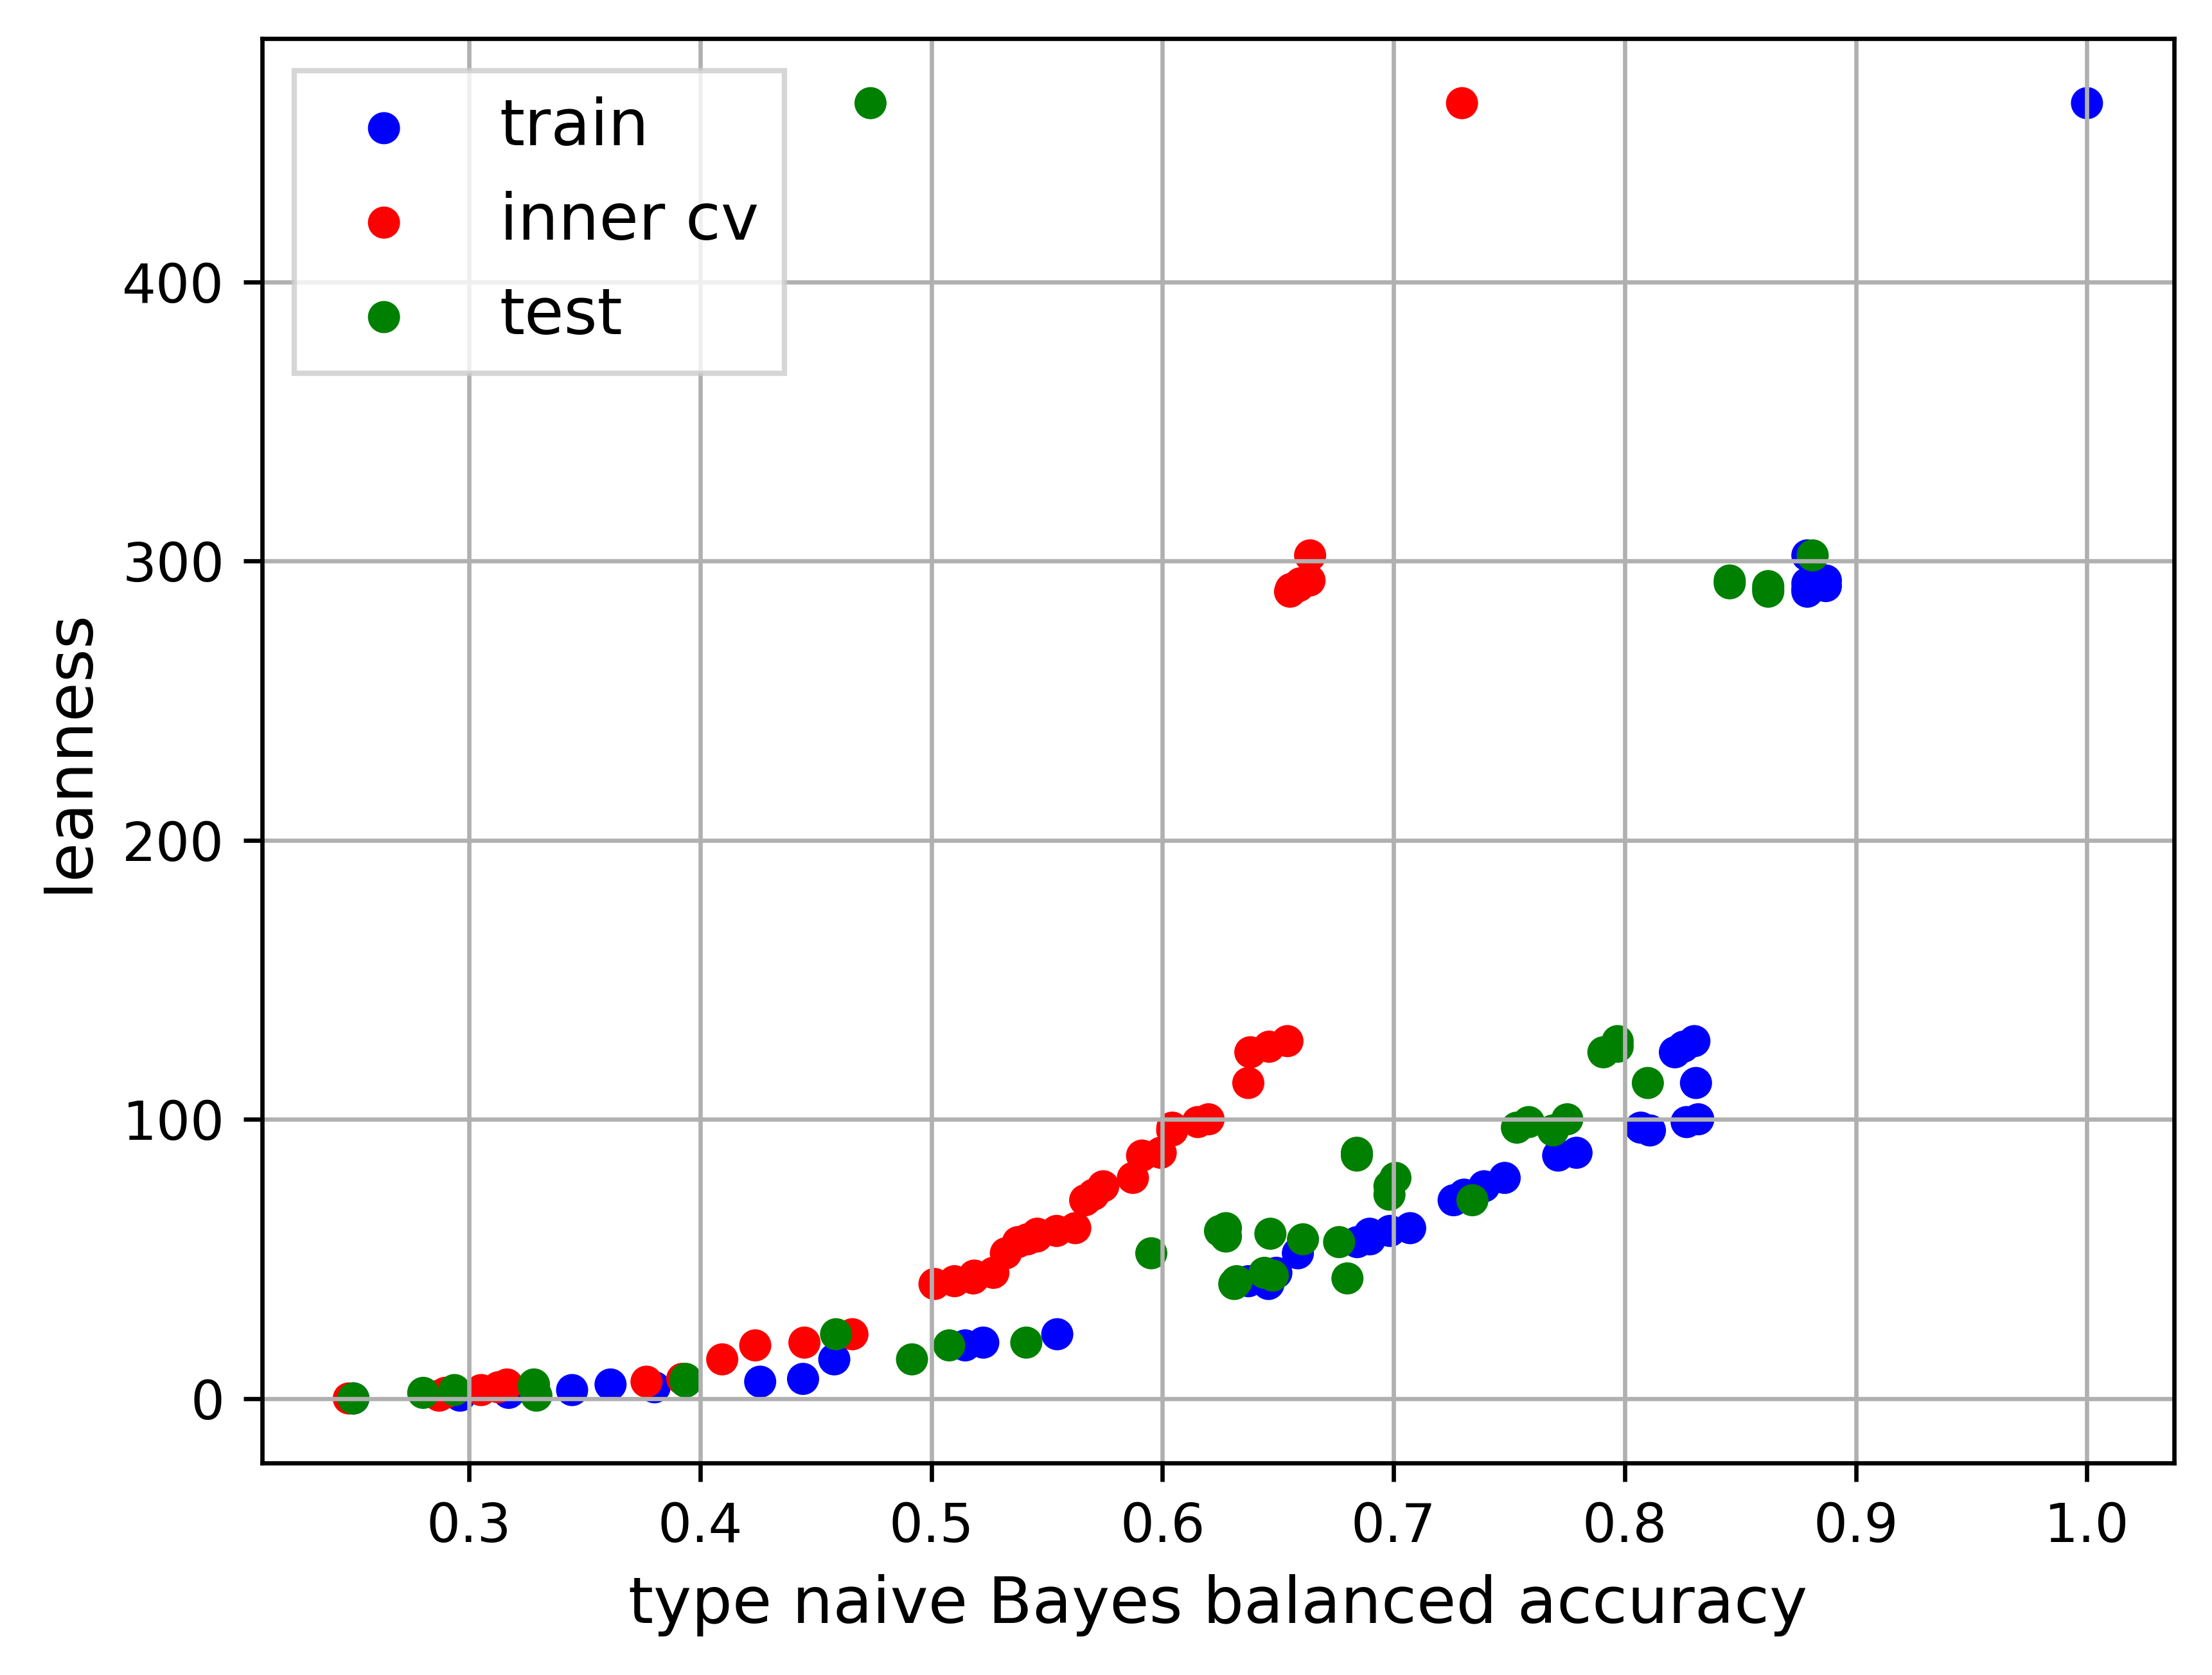 train
inner cv
test
400
300
200
100
0
leanness
0.3 0.4 0.5 0.6 0.7 0.8 0.9 1.0
type naive Bayes balanced accuracy